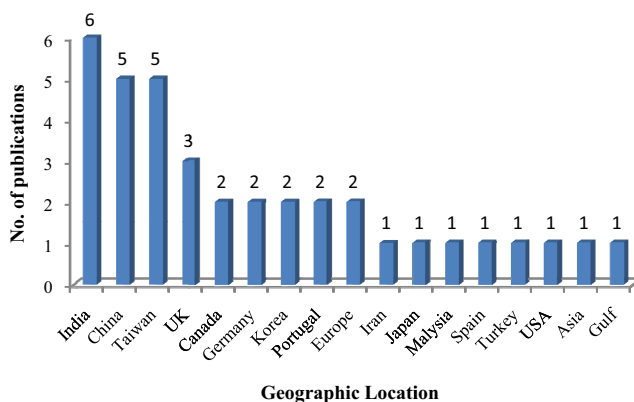 No. of publications
6
5
4
3
2
1
0
6
5
5
3
2
2
2
2
2
1
1
1
1
1
1
1
1
India
China
Taiwan
UK
Canada
Germany
Korea
Portugal
Europe
Iran
Japan
Malysia
Spain
Turkey
USA
Asia
Gulf
Geographic Location